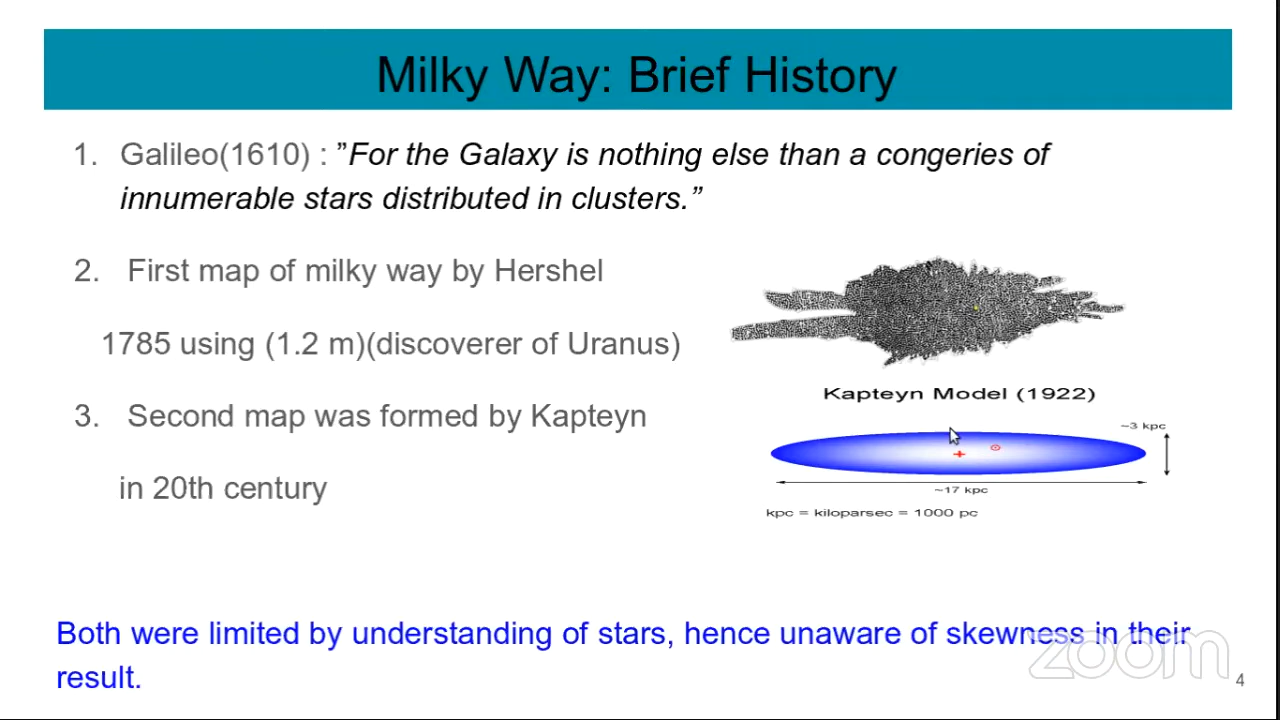 Milky Way: Brief History
1. Galileo(1610) : ”For the Galaxy is nothing else than a congeries of
innumerable stars distributed in clusters.”
2. First map of milky way by Hershel
1785 using (1.2 m)(discoverer of Uranus)
3. Second map was formed by Kapteyn
in 20th century
Kapteyn Model (1922)
~3 kpc
~17 kpc
kpc = kiloparsec = 1000 pc
Both were limited by understanding of stars, hence unaware of skewness in their
result.
zoom
4